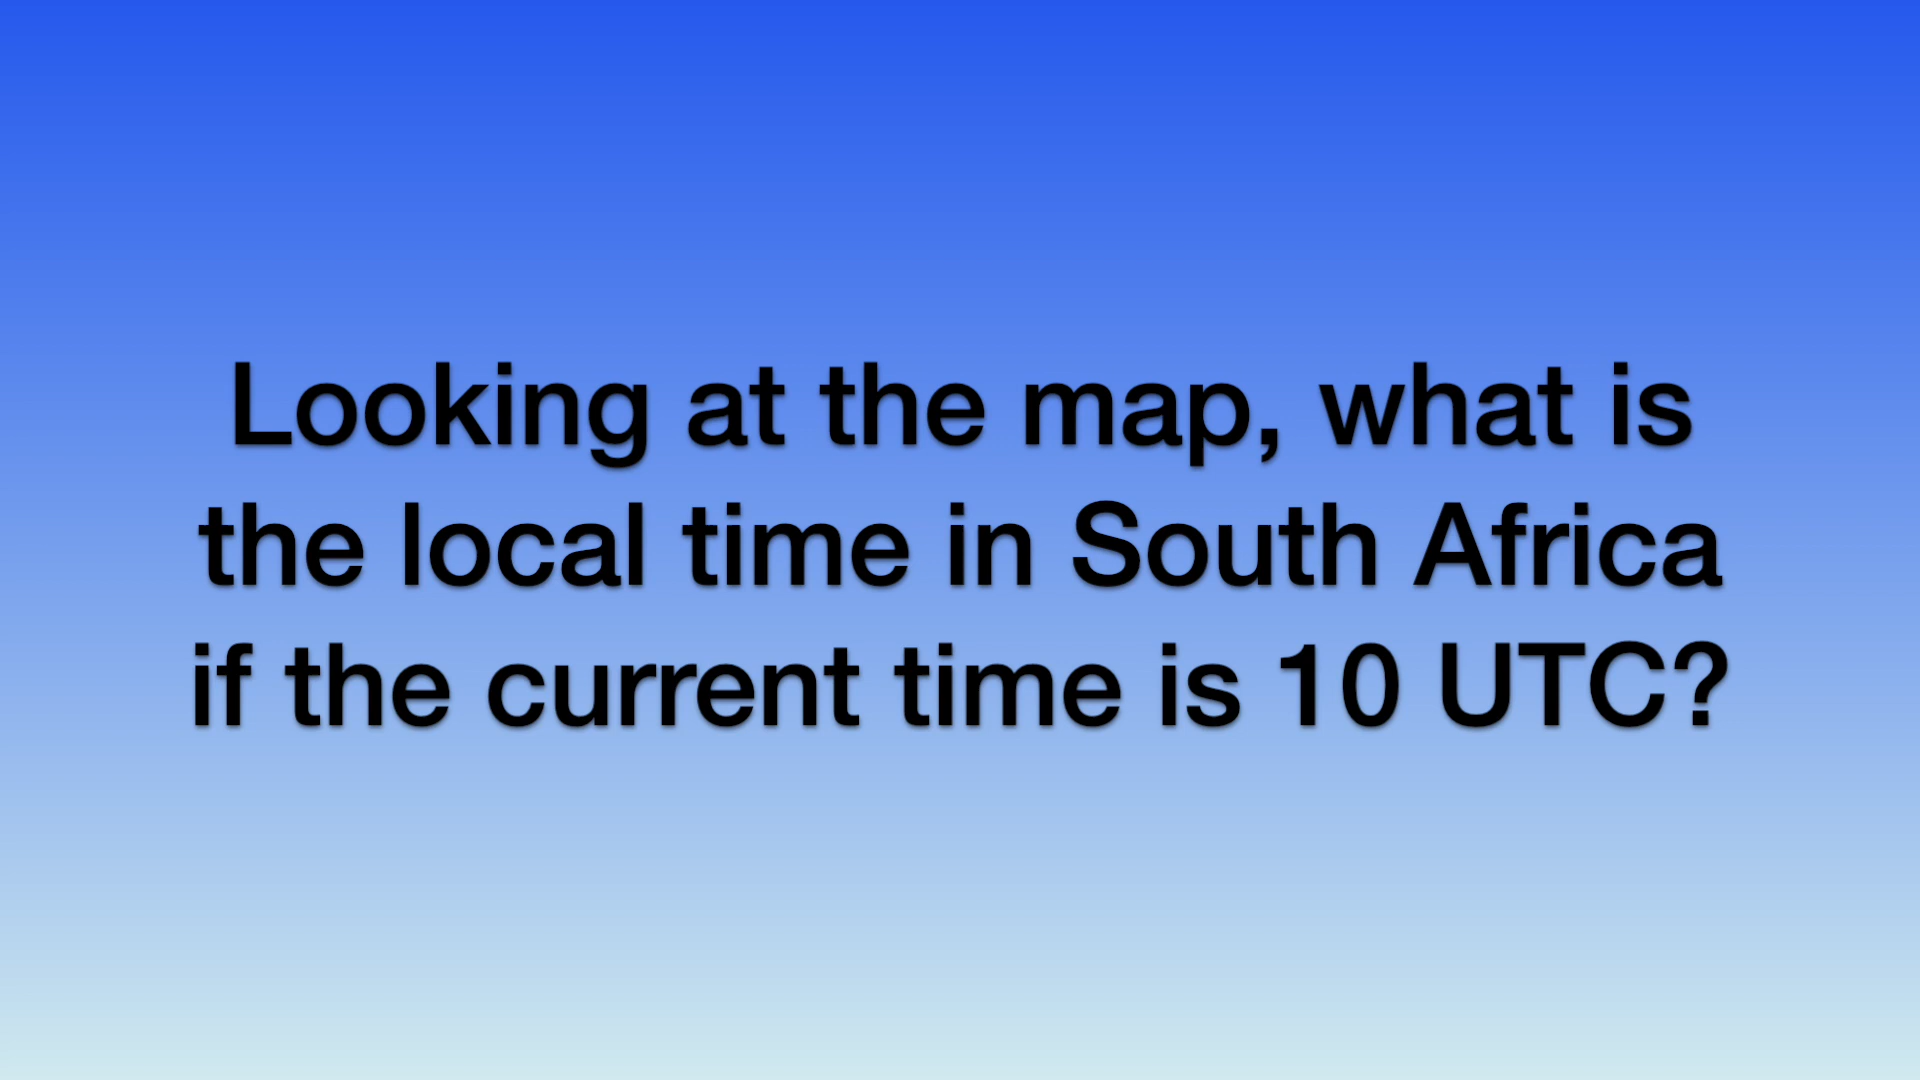 Looking at the map, what is
the local time in South Africa
if the current time is 10 UTC?